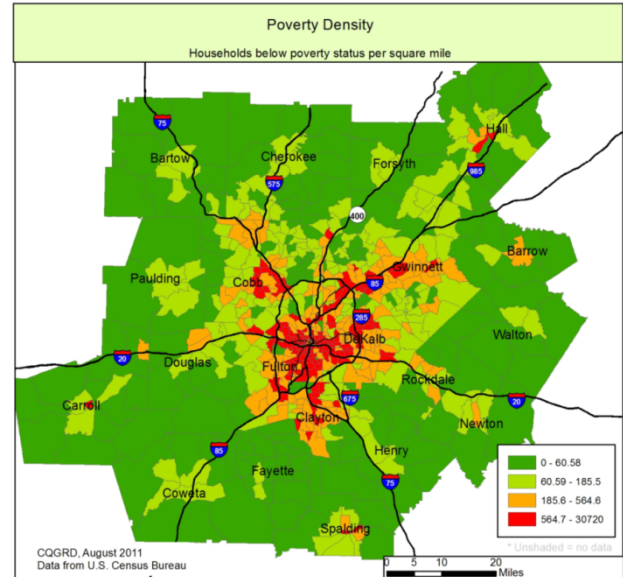 Poverty Density
Households below poverty status per square mile
75
Hall
Bartow
Cherokee
Forsyth
575
985
400
Barrow
Gwinnett
Paulding
Cobb
85
285
Walton
DeKalb
20
Douglas
Fulton
Rockdale
675
20
Carroll
Clayton
Newton
85
Henry
Fayette
75
Coweta
Spalding
0 - 60.58
60.59 - 185.5
185.6 - 564.6
564.7 - 30720
* Unshaded = no data
CQGRD, August 2011
Data from U.S. Census Bureau
0 5 10 20
Miles